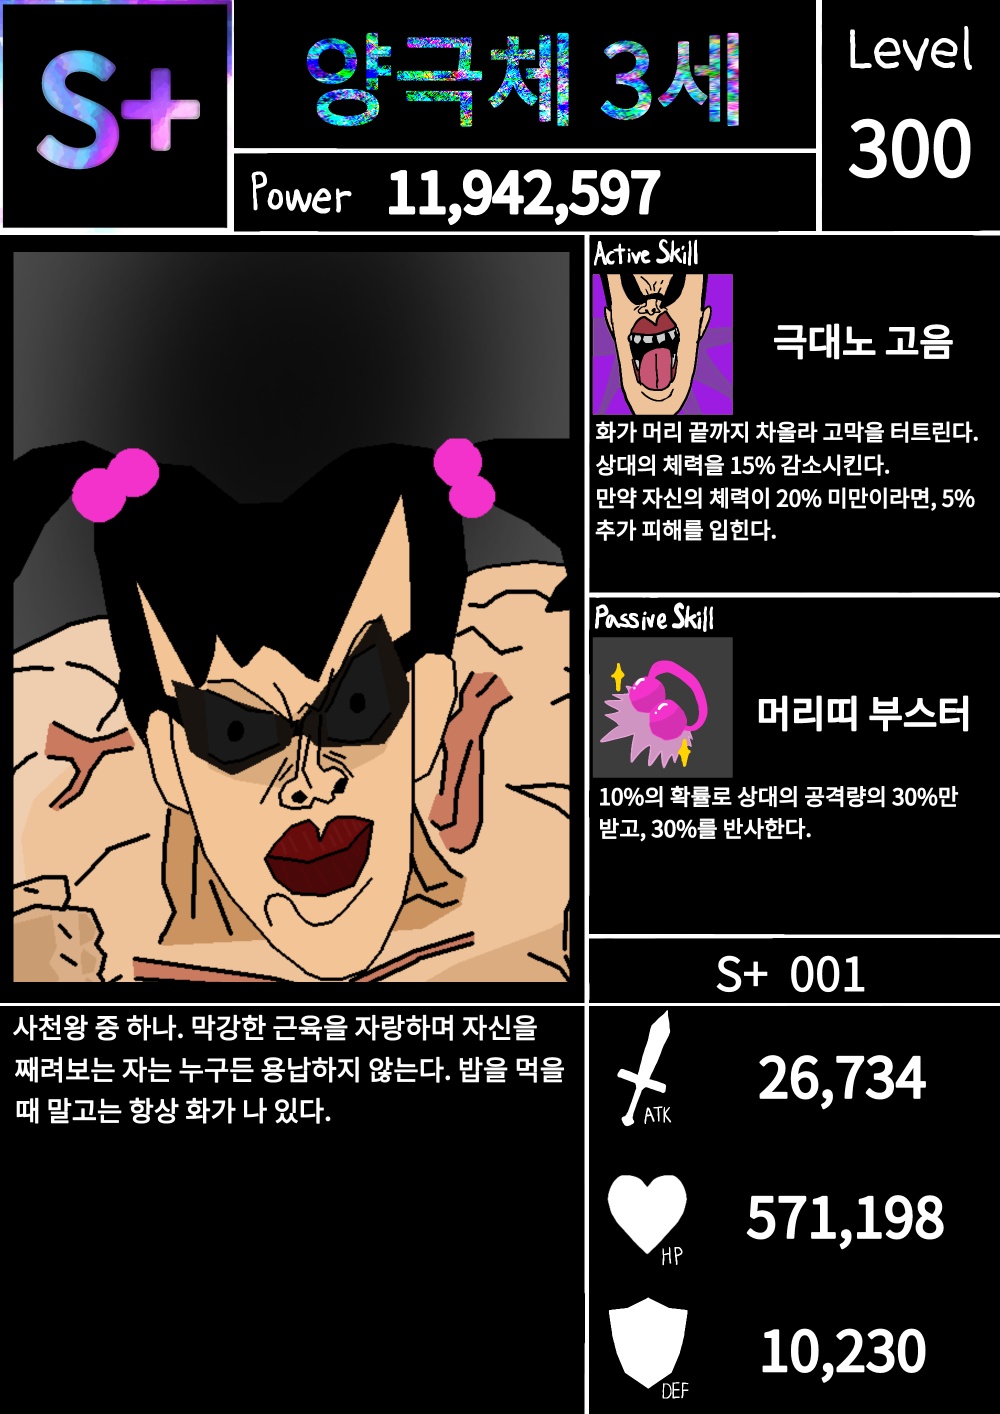 S+
양극체 3세
Level
300
Power 11,942,597
Active Skill
극대노 고음
화가 머리 끝까지 차올라 고막을 터트린다.
상대의 체력을 15% 감소시킨다.
만약 자신의 체력이 20% 미만이라면, 5%
추가 피해를 입힌다.
Passive Skill
머리띠 부스터
10%의 확률로 상대의 공격량의 30%만
받고, 30%를 반사한다.
S+ 001
사천왕 중 하나. 막강한 근육을 자랑하며 자신을
째려보는 자는 누구든 용납하지 않는다. 밥을 먹을
때 말고는 항상 화가 나 있다.
ATK 26,734
HP 571,198
DEF 10,230